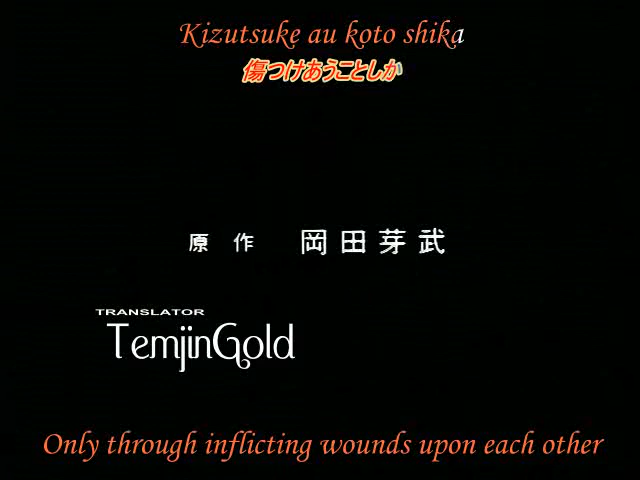 Kizutsuke au koto shika
傷つけあうことしか
原 作 岡田芽武
TRANSLATOR
TemjinGold
Only through inflicting wounds upon each other